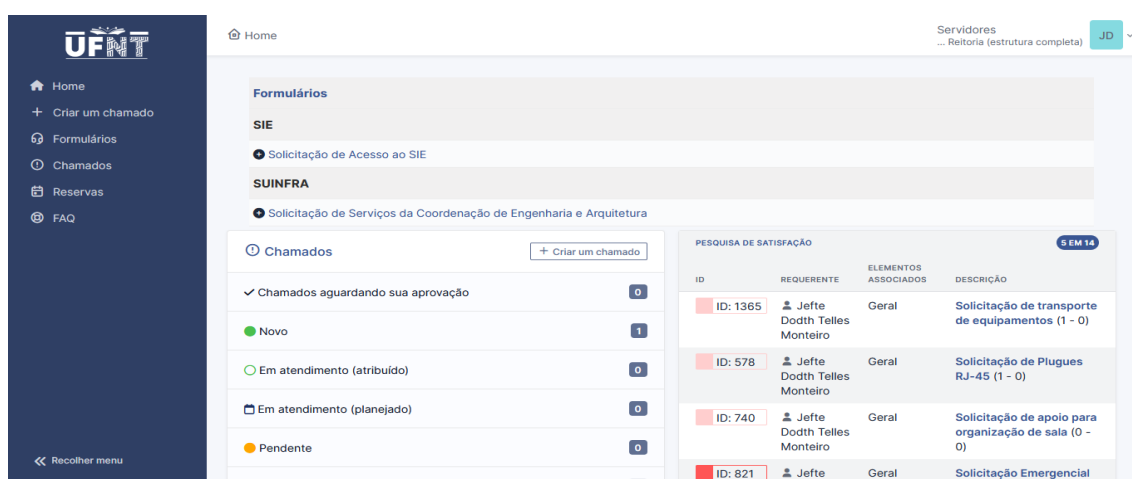 UFNT
Home
Criar um chamado
Formulários
Chamados
Reservas
FAQ
Recolher menu
Home
Servidores
... Reitoria (estrutura completa)
JD
Formulários
SIE
Solicitação de Acesso ao SIE
SUINFRA
Solicitação de Serviços da Coordenação de Engenharia e Arquitetura
Chamados
+ Criar um chamado
Chamados aguardando sua aprovação 0
Novo 1
Em atendimento (atribuído) 0
Em atendimento (planejado) 0
Pendente 0
PESQUISA DE SATISFAÇÃO 5 EM 14
ID REQUERENTE ELEMENTOS ASSOCIADOS DESCRIÇÃO
ID: 1365 Jefte Geral Solicitação de transporte
Dodth Telles de equipamentos (1 - 0)
Monteiro
ID: 578 Jefte Geral Solicitação de Plugues
Dodth Telles RJ-45 (1 - 0)
Monteiro
ID: 740 Jefte Geral Solicitação de apoio para
Dodth Telles organização de sala (0 -
Monteiro 0)
ID: 821 Jefte Geral Solicitação Emergencial